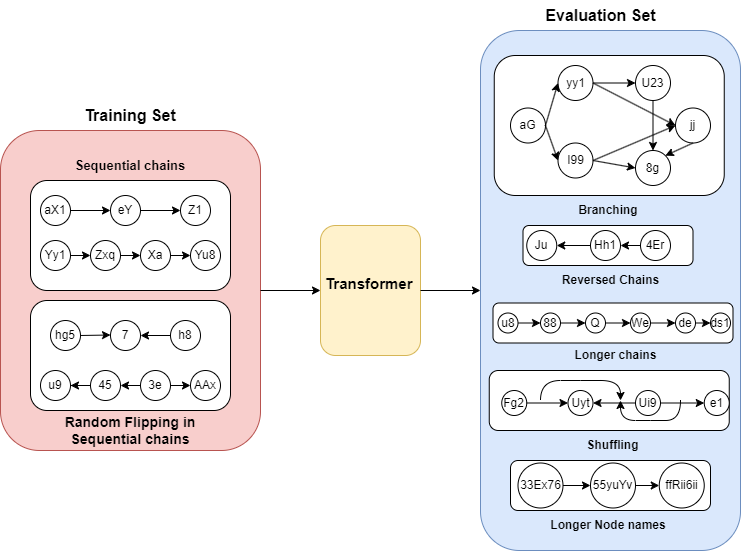 Evaluation Set
Training Set
Sequential chains
aX1 eY Z1
Yy1 Zxq Xa Yu8
hg5 7 h8
u9 45 3e AAx
Random Flipping in
Sequential chains
Transformer
yy1 U23
aG jj
l99 8g
Branching
Ju Hh1 4Er
Reversed Chains
u8 88 Q We de ds1
Longer chains
Fg2 Uyt Ui9 e1
Shuffling
33Ex76 55yuYv ffRii6ii
Longer Node names